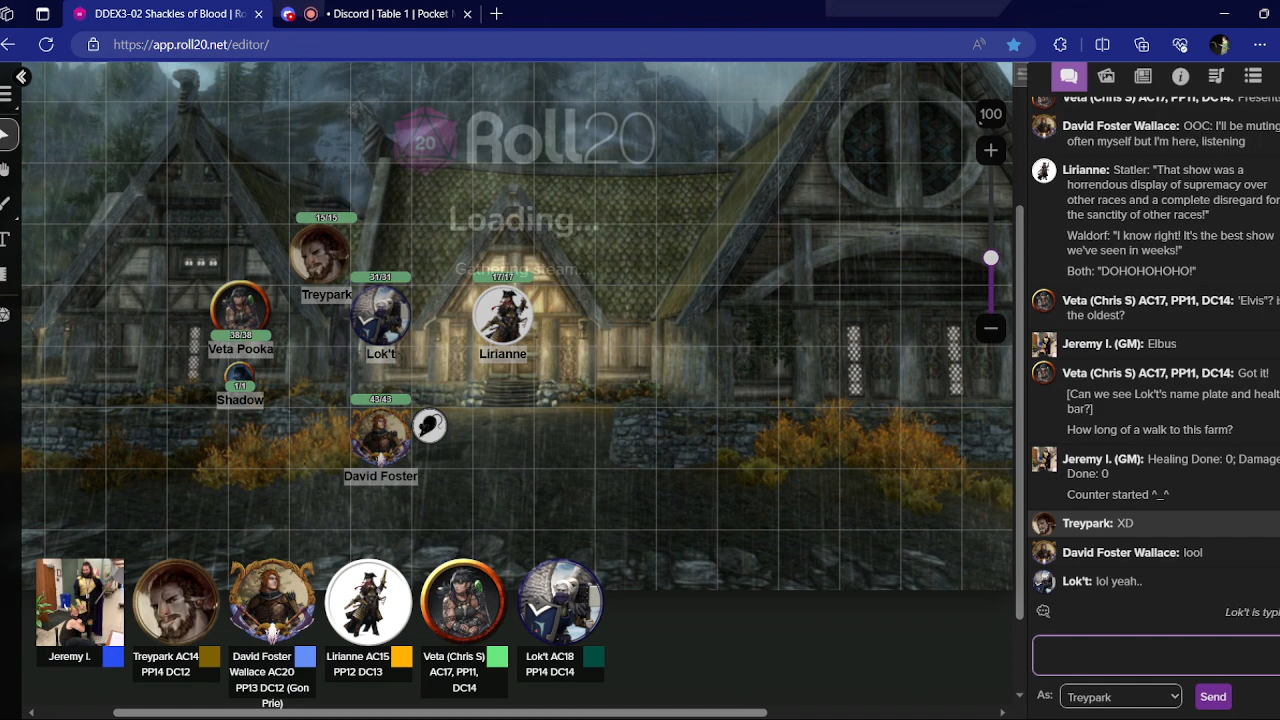 DDEX3-02 Shackles of Blood | Ro
• Discord | Table 1 | Pocket
https://app.roll20.net/editor/
20
Roll20
Loading...
Gathering steam...
100
15/15
Treypark
31/31
Lok't
17/17
Lirianne
38/38
Veta Pooka
1/1
Shadow
43/43
David Foster
Jeremy I.
Treypark AC14
PP14 DC12
David Foster
Wallace AC20
PP13 DC12 (Gon
Prie)
Lirianne AC15
PP12 DC13
Veta (Chris S)
AC17, PP11,
DC14
Lok't AC18
PP14 DC14
Veta (Chris S) AC17, PP11, DC14: Presents
David Foster Wallace: OOC: I'll be muting
often myself but I'm here, listening
Lirianne: Statler: "That show was a
horrendous display of supremacy over
other races and a complete disregard for
the sanctity of other races!"
Waldorf: "I know right! It's the best show
we've seen in weeks!"
Both: "DOHOHOHOHO!"
Veta (Chris S) AC17, PP11, DC14: 'Elvis'? i
the oldest?
Jeremy I. (GM): Elbus
Veta (Chris S) AC17, PP11, DC14: Got it!
[Can we see Lok't's name plate and healt
bar?]
How long of a walk to this farm?
Jeremy I. (GM): Healing Done: 0; Damage
Done: 0
Counter started ^_^
Treypark: XD
David Foster Wallace: lool
Lok't: lol yeah..
Lok't is typi
As:
Treypark
Send